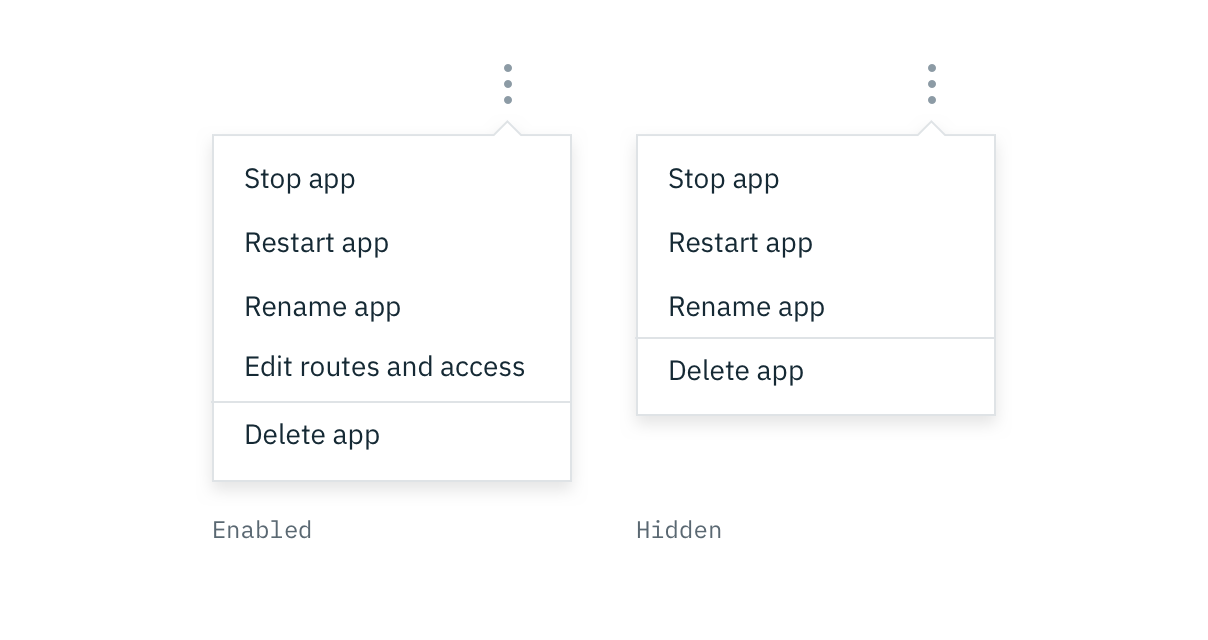 Stop app
Restart app
Rename app
Edit routes and access
Delete app
Enabled
Stop app
Restart app
Rename app
Delete app
Hidden